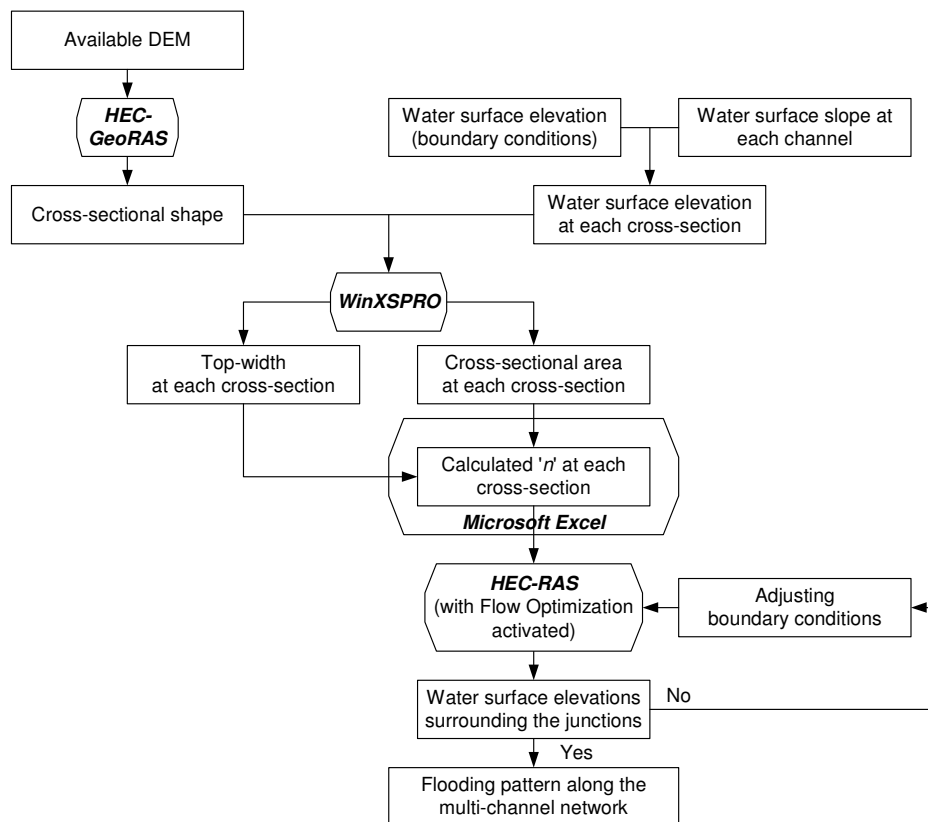 Available DEM
HEC-
GeoRAS
Water surface elevation
(boundary conditions)
Water surface slope at
each channel
Cross-sectional shape
Water surface elevation
at each cross-section
WinXSPRO
Top-width
at each cross-section
Cross-sectional area
at each cross-section
Calculated 'n' at each
cross-section
Microsoft Excel
HEC-RAS
(with Flow Optimization
activated)
Adjusting
boundary conditions
Water surface elevations
surrounding the junctions
No
Yes
Flooding pattern along the
multi-channel network